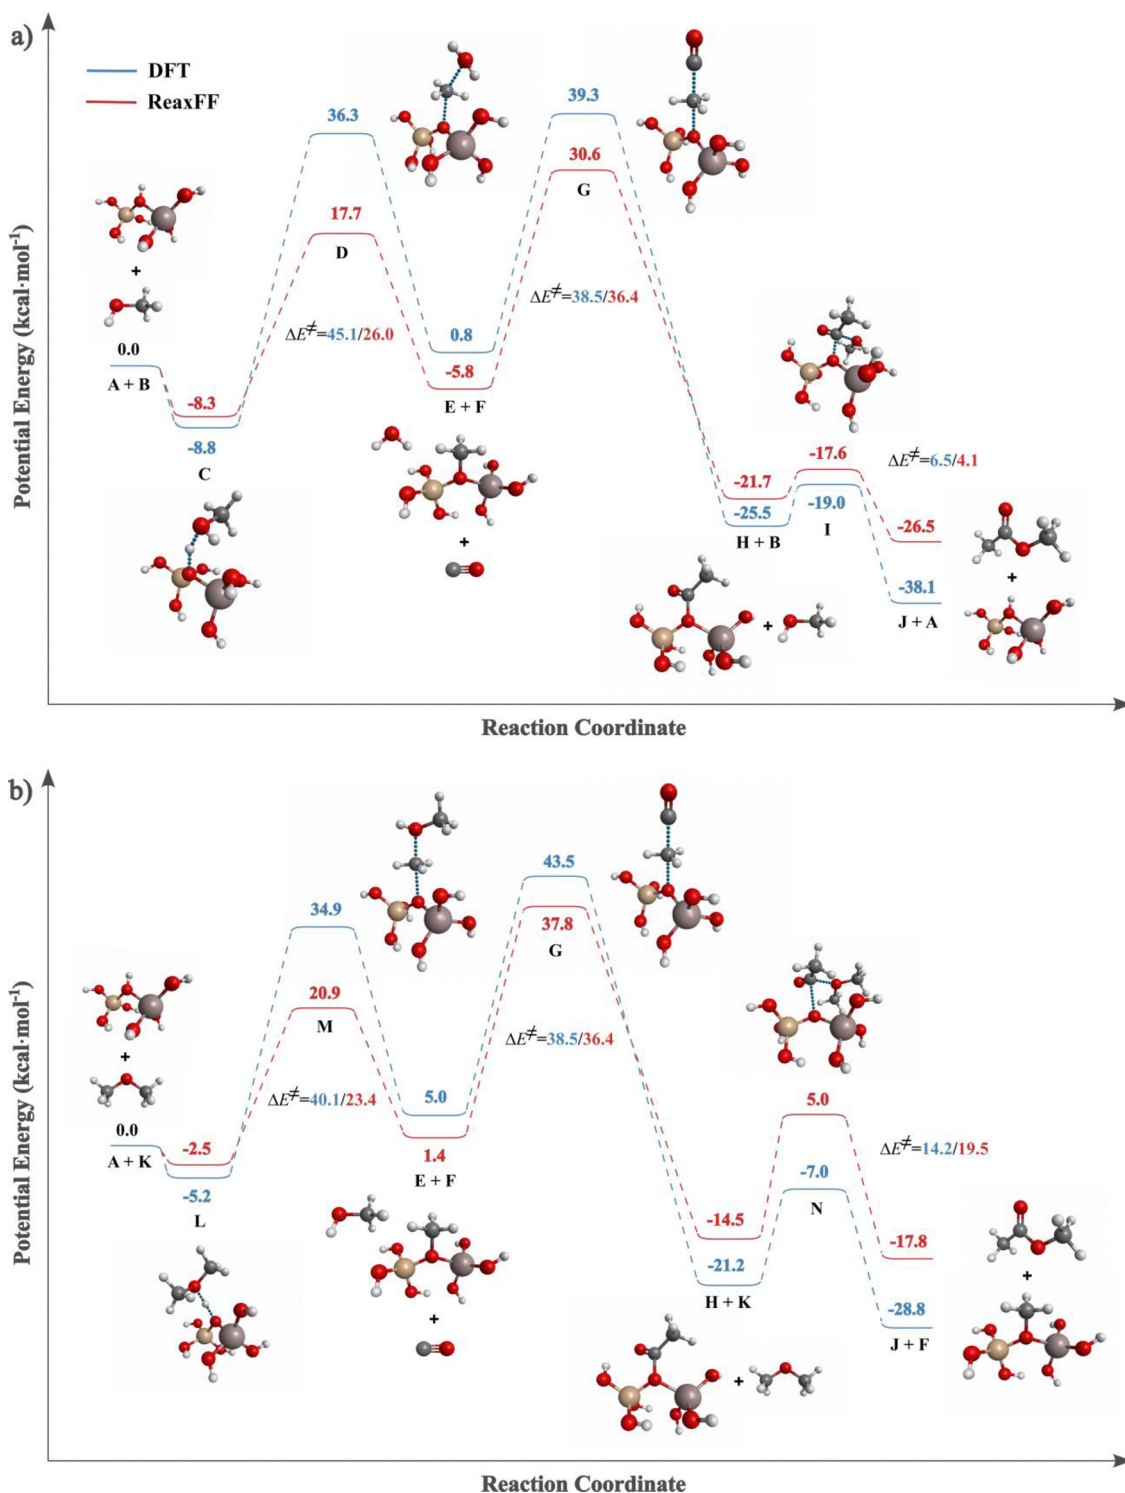 a)
DFT
ReaxFF
Potential Energy (kcal·mol⁻¹)
+
0.0
A + B
-8.3
-8.8
C
36.3
17.7
D
ΔE≠=45.1/26.0
0.8
-5.8
E + F
+
39.3
30.6
G
ΔE≠=38.5/36.4
-21.7
-25.5
H + B
+
-17.6
-19.0
I
ΔE≠=6.5/4.1
-26.5
-38.1
J + A
+
Reaction Coordinate
b)
Potential Energy (kcal·mol⁻¹)
+
0.0
A + K
-2.5
-5.2
L
34.9
20.9
M
ΔE≠=40.1/23.4
5.0
1.4
E + F
+
43.5
37.8
G
ΔE≠=38.5/36.4
-14.5
-21.2
H + K
+
5.0
-7.0
N
ΔE≠=14.2/19.5
-17.8
-28.8
J + F
+
Reaction Coordinate